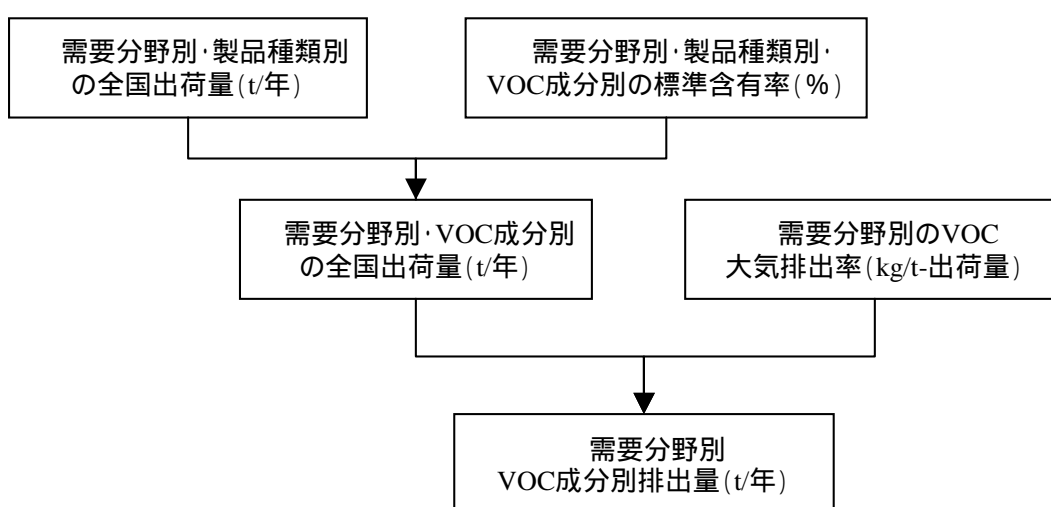 需要分野別・製品種類別
の全国出荷量(t/年)
需要分野別・製品種類別・
VOC成分別の標準含有率(%)
需要分野別・VOC成分別
の全国出荷量(t/年)
需要分野別のVOC
大気排出率(kg/t-出荷量)
需要分野別
VOC成分別排出量(t/年)